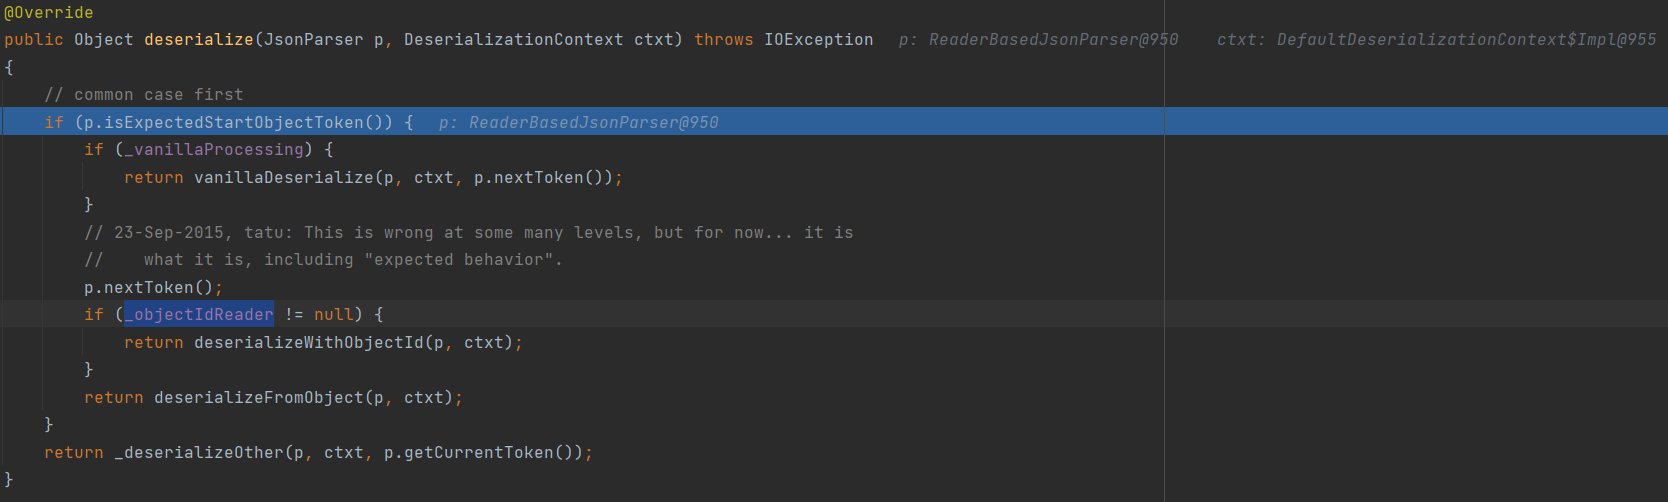 @Override
public Object deserialize(JsonParser p, DeserializationContext ctxt) throws IOException   p: ReaderBasedJsonParser@950    ctxt: DefaultDeserializationContext$Impl@955
{
    // common case first
    if (p.isExpectedStartObjectToken()) {   p: ReaderBasedJsonParser@950
        if (_vanillaProcessing) {
            return vanillaDeserialize(p, ctxt, p.nextToken());
        }
        // 23-Sep-2015, tatu: This is wrong at some many levels, but for now... it is
        //    what it is, including "expected behavior".
        p.nextToken();
        if (_objectIdReader != null) {
            return deserializeWithObjectId(p, ctxt);
        }
        return deserializeFromObject(p, ctxt);
    }
    return _deserializeOther(p, ctxt, p.getCurrentToken());
}